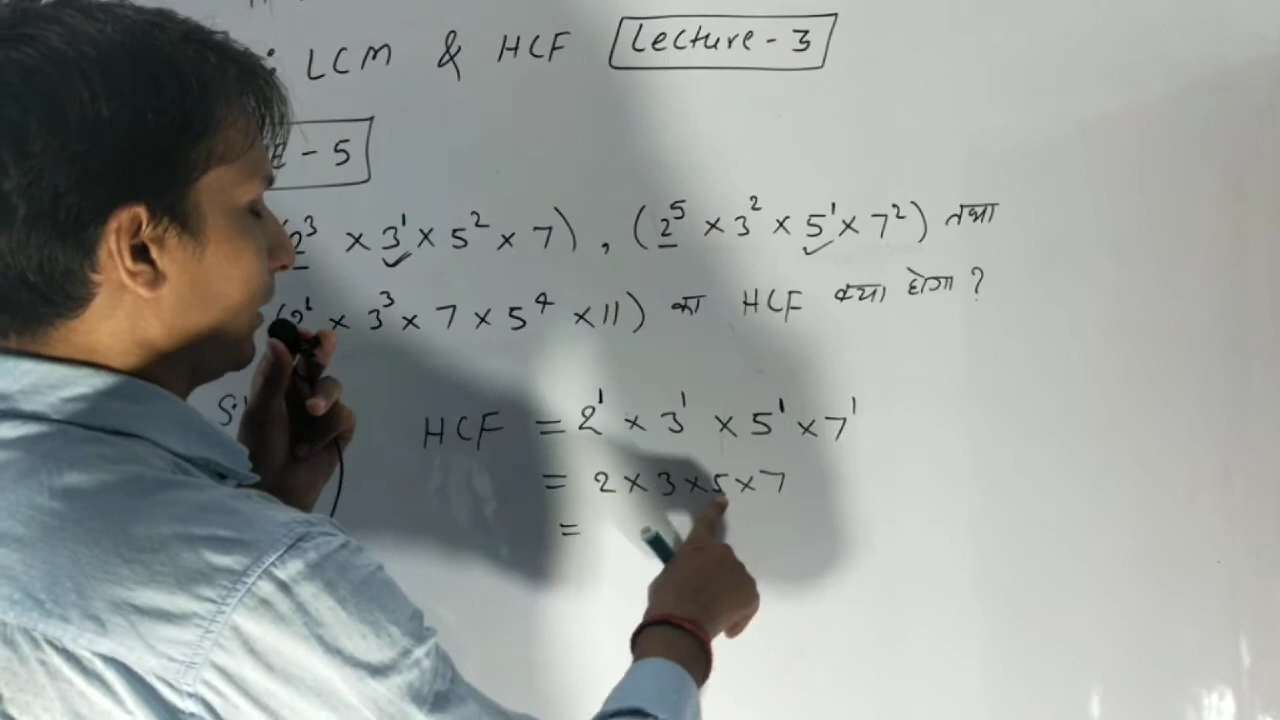 : LCM & HCF Lecture-3
- 5
2³ × 3¹ × 5² × 7), (2⁵ × 3² × 5¹ × 7²) तथा
(2¹ × 3³ × 7 × 5⁴ × 11) का HCF क्या होगा ?
HCF = 2¹ × 3¹ × 5¹ × 7¹
= 2 × 3 × 5 × 7
=